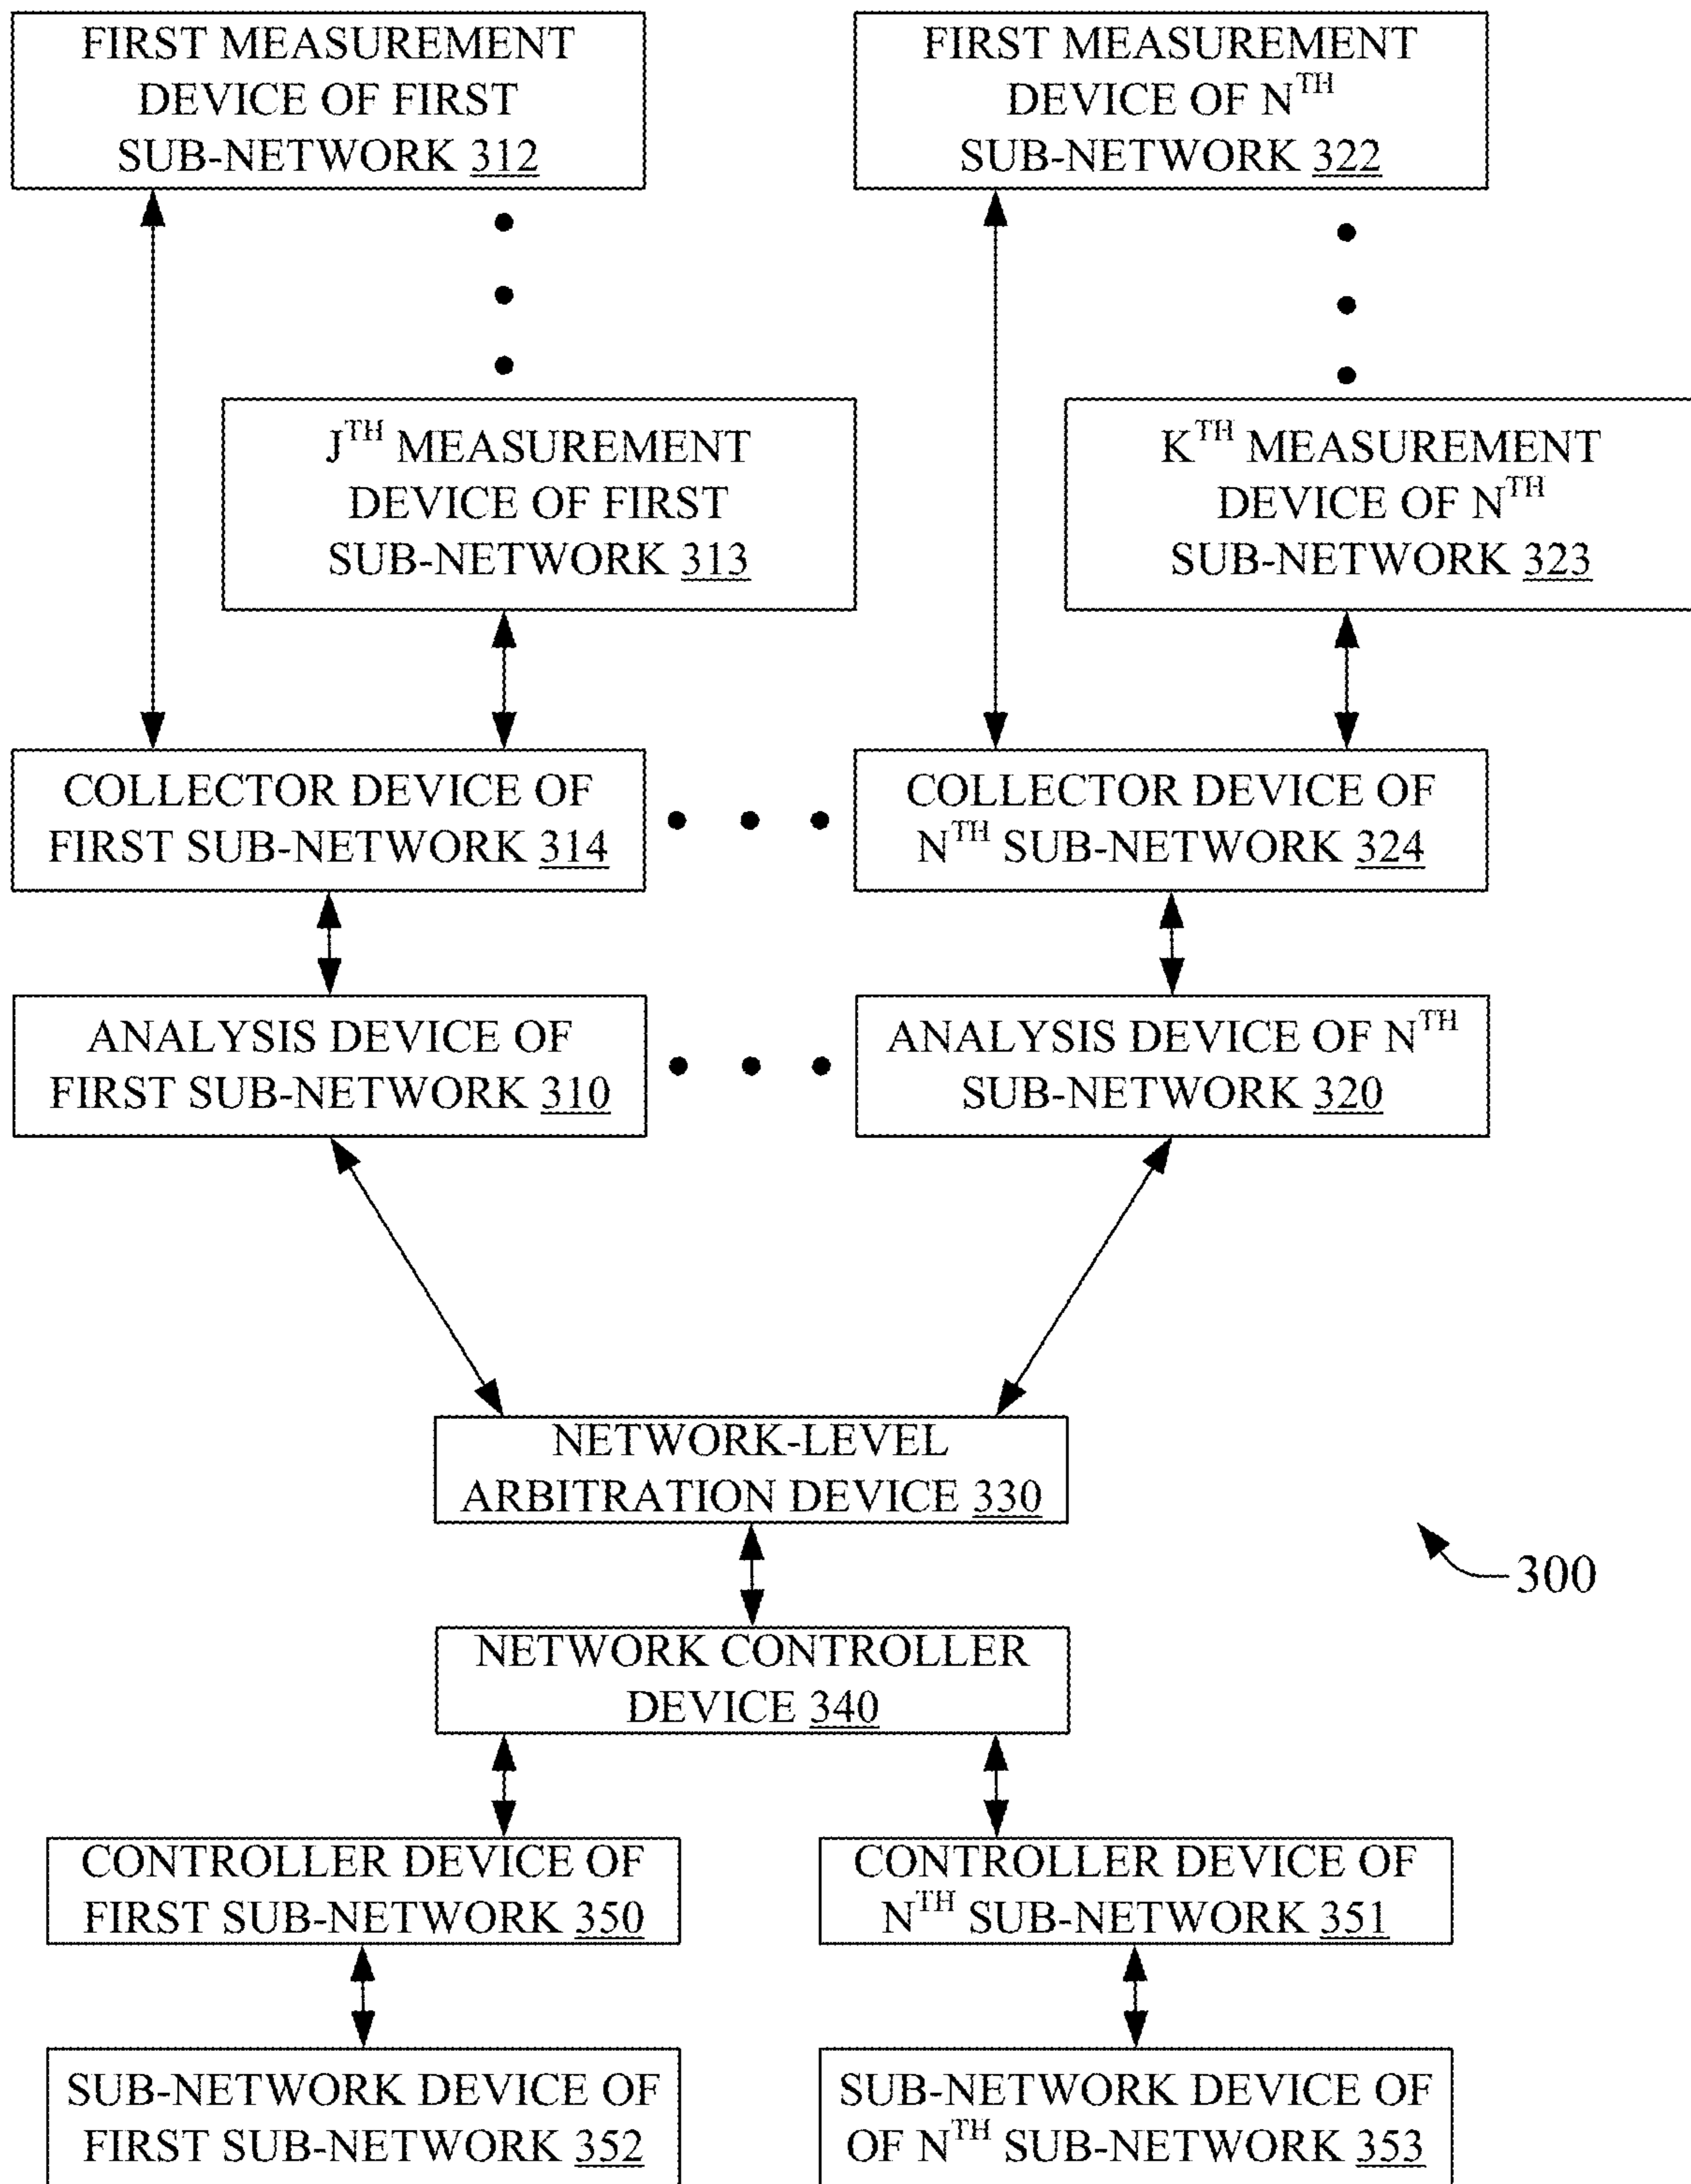 FIRST MEASUREMENT
DEVICE OF FIRST
SUB-NETWORK 312
FIRST MEASUREMENT
DEVICE OF NTH
SUB-NETWORK 322
JTH MEASUREMENT
DEVICE OF FIRST
SUB-NETWORK 313
KTH MEASUREMENT
DEVICE OF NTH
SUB-NETWORK 323
COLLECTOR DEVICE OF
FIRST SUB-NETWORK 314
COLLECTOR DEVICE OF
NTH SUB-NETWORK 324
ANALYSIS DEVICE OF
FIRST SUB-NETWORK 310
ANALYSIS DEVICE OF NTH
SUB-NETWORK 320
NETWORK-LEVEL
ARBITRATION DEVICE 330
300
NETWORK CONTROLLER
DEVICE 340
CONTROLLER DEVICE OF
FIRST SUB-NETWORK 350
CONTROLLER DEVICE OF
NTH SUB-NETWORK 351
SUB-NETWORK DEVICE OF
FIRST SUB-NETWORK 352
SUB-NETWORK DEVICE OF
OF NTH SUB-NETWORK 353